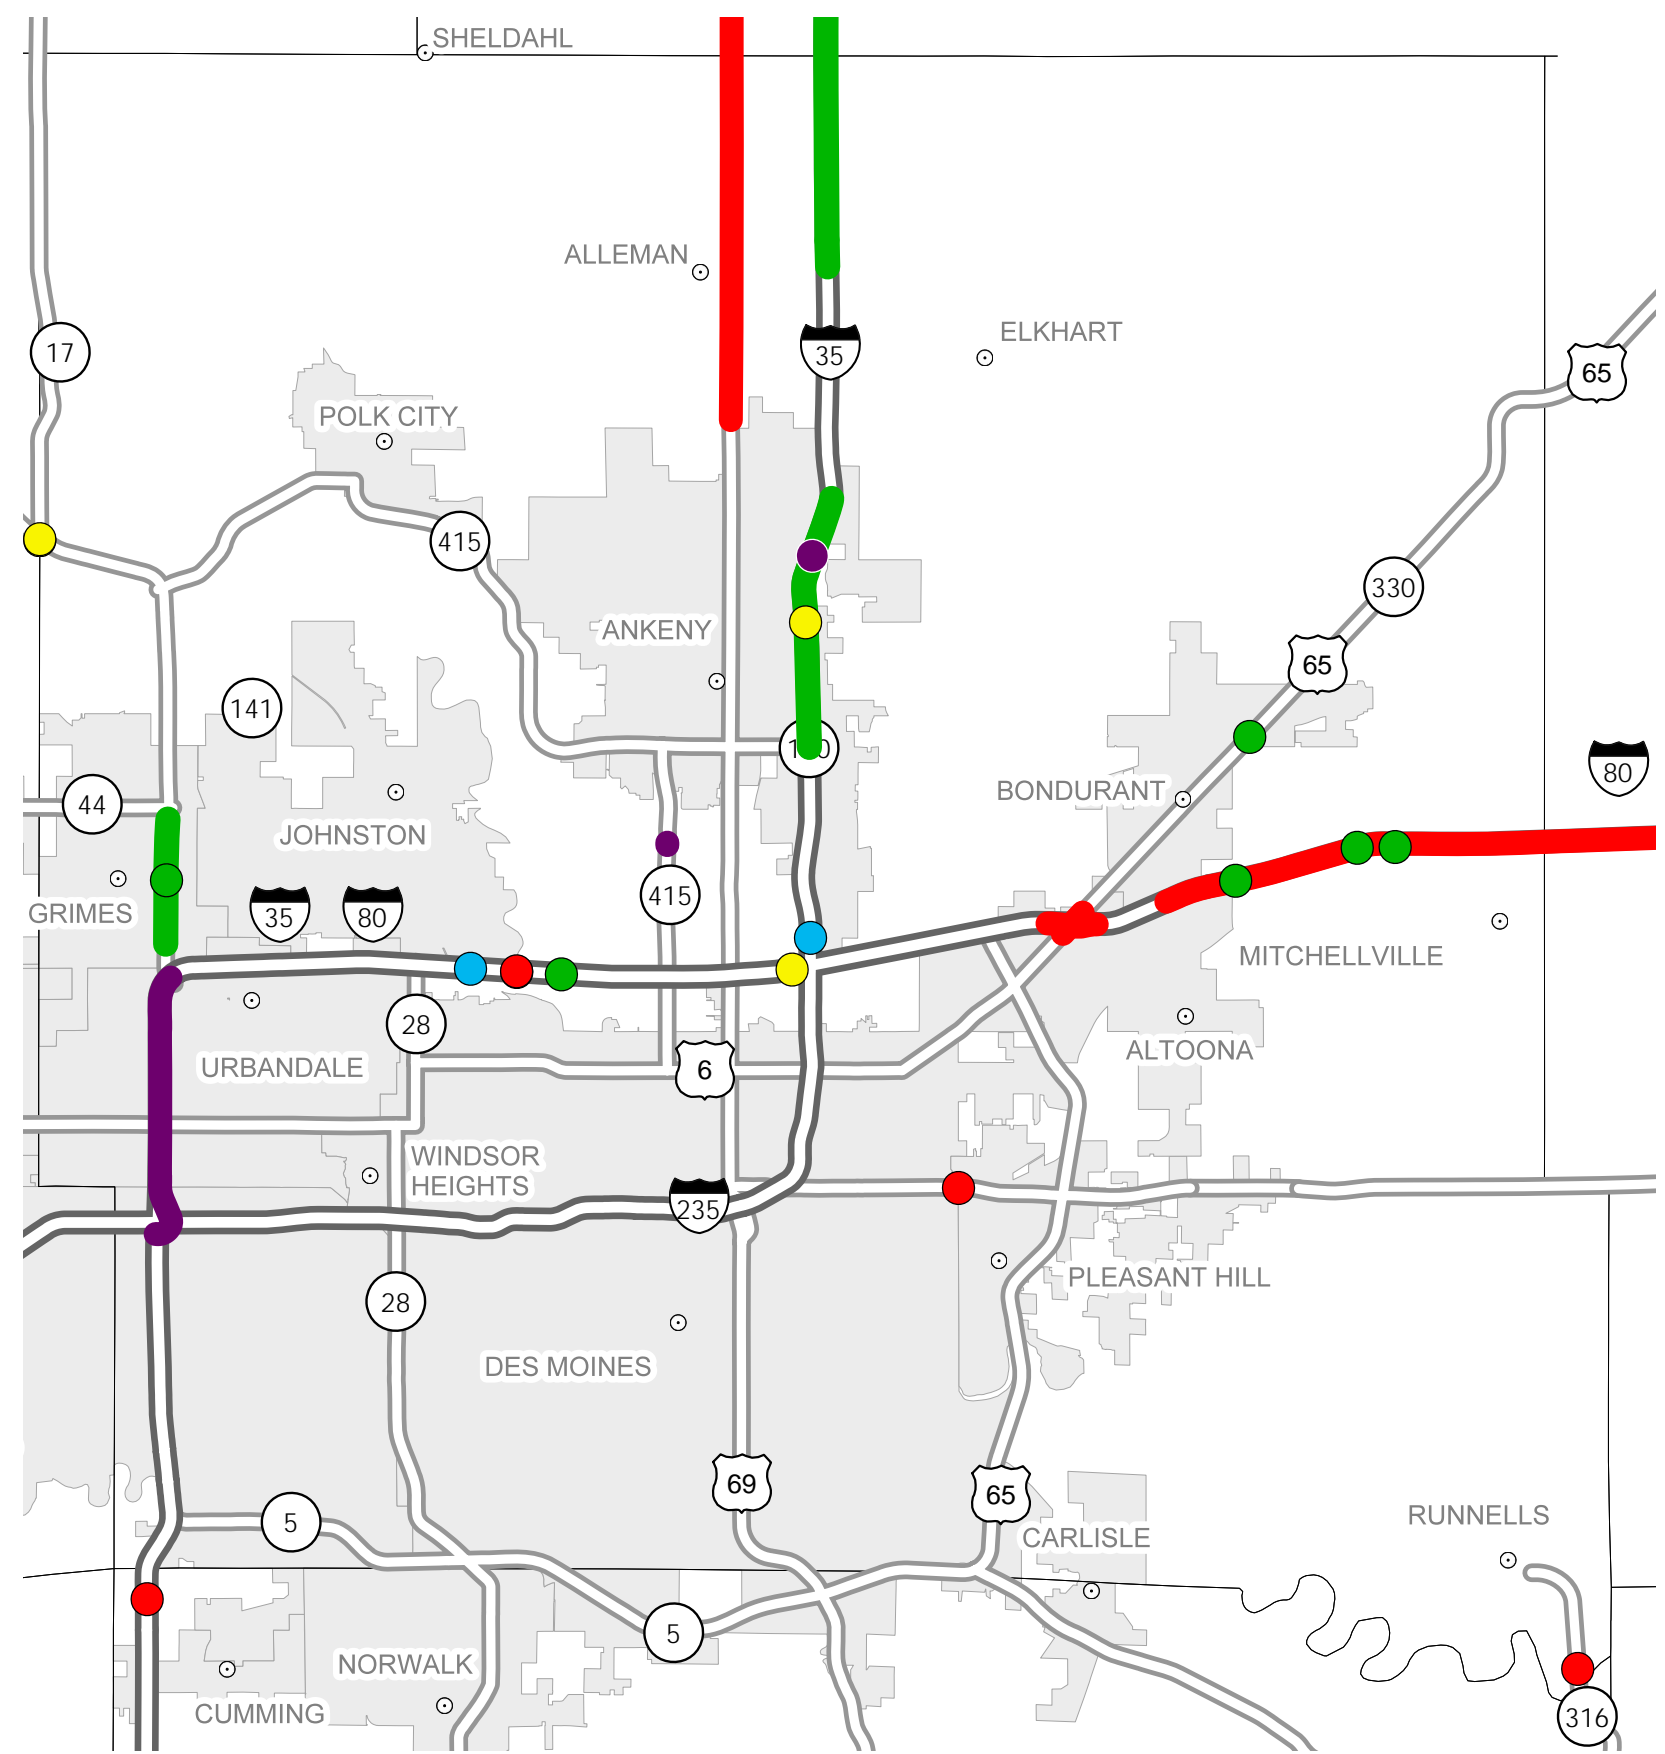 SHELDAHL
ALLEMAN
ELKHART
35
17
65
POLK CITY
415
330
ANKENY
65
141
80
BONDURANT
44
JOHNSTON
415
GRIMES
35
80
MITCHELLVILLE
28
URBANDALE
6
ALTOONA
WINDSOR
HEIGHTS
235
PLEASANT HILL
28
DES MOINES
69
65
5
RUNNELLS
CARLISLE
5
NORWALK
CUMMING
316